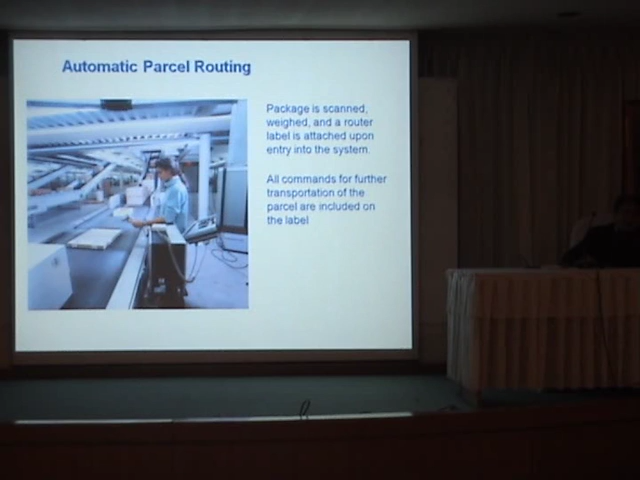 Automatic Parcel Routing
Package is scanned,
weighed, and a router
label is attached upon
entry into the system.
All commands for further
transportation of the
parcel are included on
the label